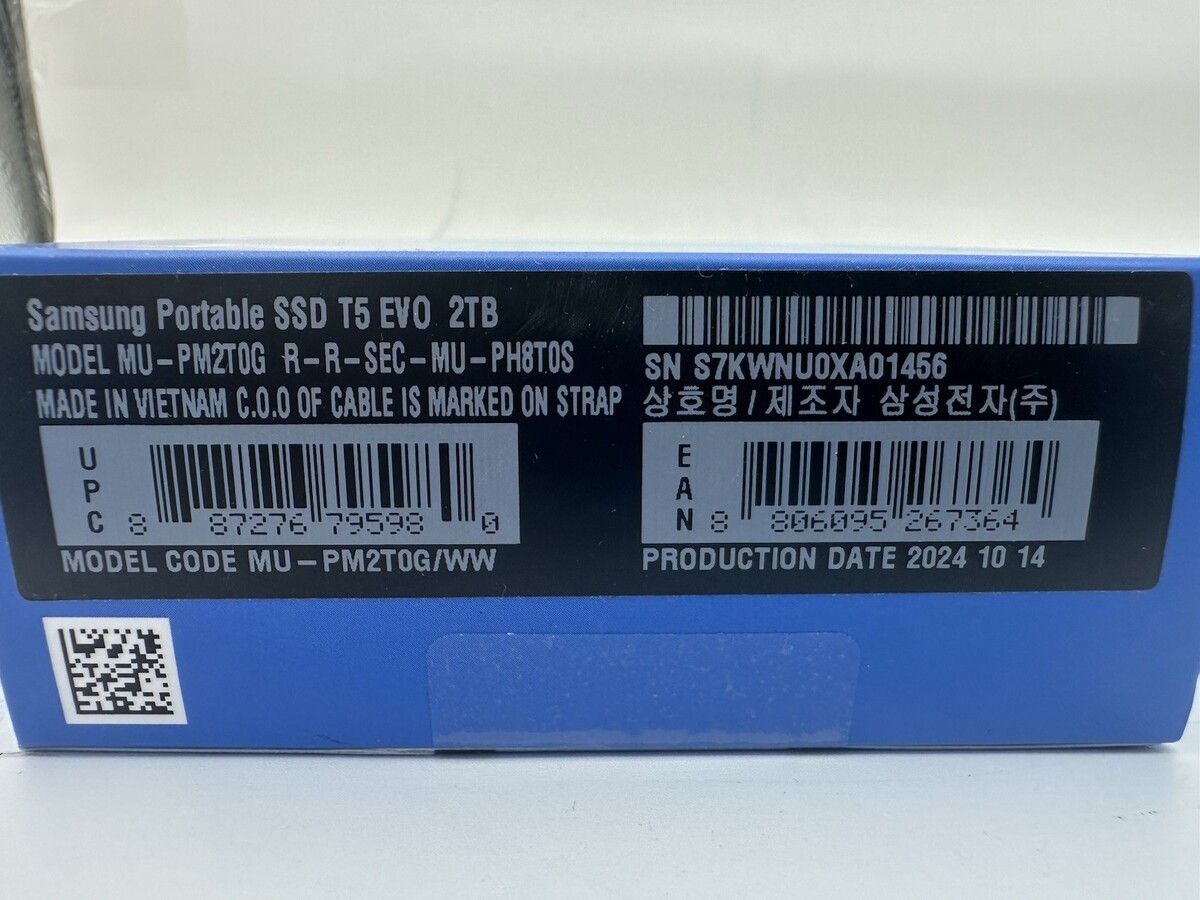 Samsung Portable SSD T5 EVO 2TB
MODEL MU-PM2T0G R-R-SEC-MU-PH8T0S
MADE IN VIETNAM C.O.O OF CABLE IS MARKED ON STRAP
UPC
8 87276 79598 0
MODEL CODE MU-PM2T0G/WW
SN S7KWNU0XA01456
상호명 / 제조자 삼성전자(주)
EAN
8 806095 267364
PRODUCTION DATE 2024 10 14